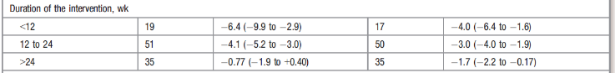 Duration of the intervention, wk
<12 19 −6.4 (−9.9 to −2.9) 17 −4.0 (−6.4 to −1.6)
12 to 24 51 −4.1 (−5.2 to −3.0) 50 −3.0 (−4.0 to −1.9)
>24 35 −0.77 (−1.9 to +0.40) 35 −1.7 (−2.2 to −0.17)